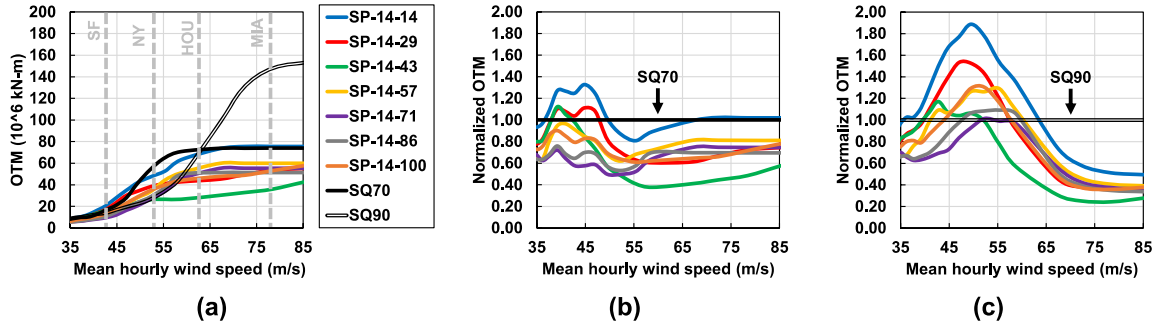 200
180
160
140
120
100
80
60
40
20
0
OTM (10^6 kN-m)
SF
NY
HOU
MIA
35 45 55 65 75 85
Mean hourly wind speed (m/s)
(a)
SP-14-14
SP-14-29
SP-14-43
SP-14-57
SP-14-71
SP-14-86
SP-14-100
SQ70
SQ90
2.00
1.80
1.60
1.40
1.20
1.00
0.80
0.60
0.40
0.20
0.00
Normalized OTM
SQ70
35 45 55 65 75 85
Mean hourly wind speed (m/s)
(b)
2.00
1.80
1.60
1.40
1.20
1.00
0.80
0.60
0.40
0.20
0.00
Normalized OTM
SQ90
35 45 55 65 75 85
Mean hourly wind speed (m/s)
(c)